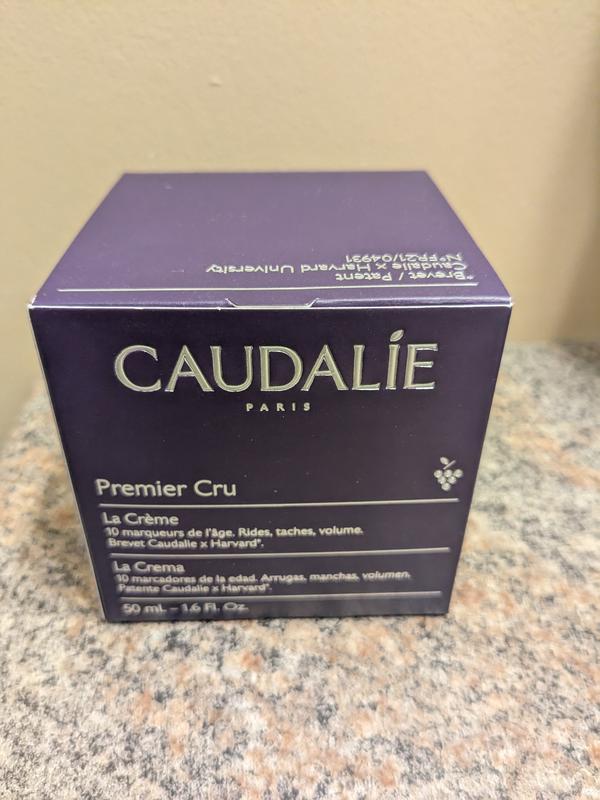 *Brevet / Patent
Caudalie x Harvard University
N°FR21/04931
CAUDALÍE
PARIS
Premier Cru
La Crème
10 marqueurs de l'âge. Rides, taches, volume.
Brevet Caudalie x Harvard*.
La Crema
10 marcadores de la edad. Arrugas, manchas, volumen.
Patente Caudalie x Harvard*.
50 mL - 1.6 Fl. Oz.